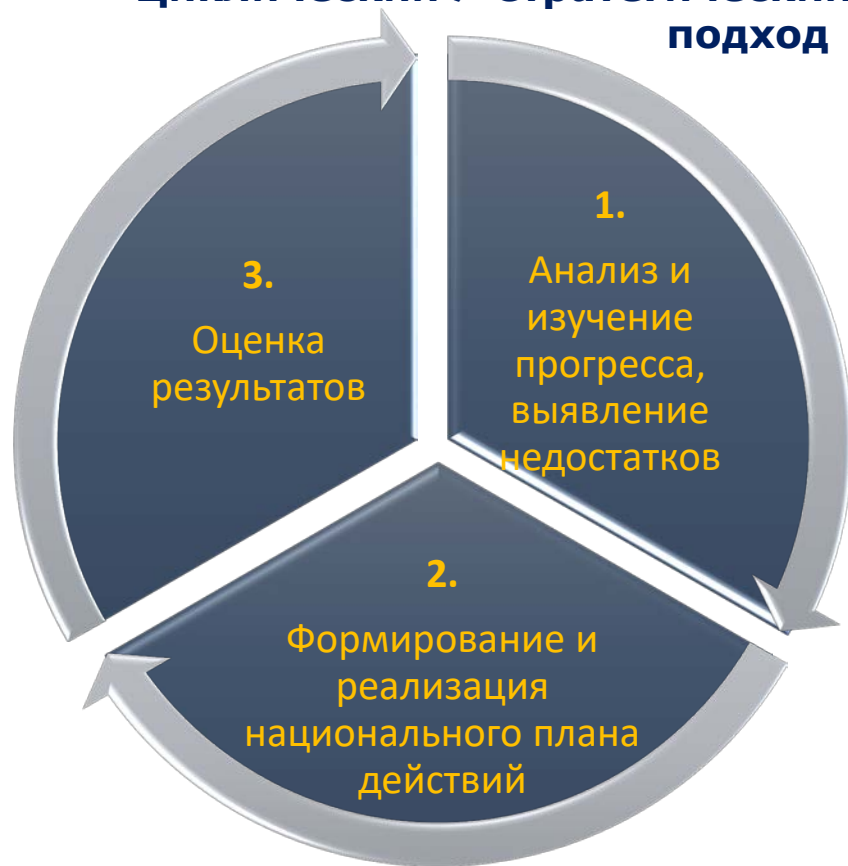 подход
1.
Анализ и
изучение
прогресса,
выявление
недостатков
2.
Формирование и
реализация
национального плана
действий
3.
Оценка
результатов